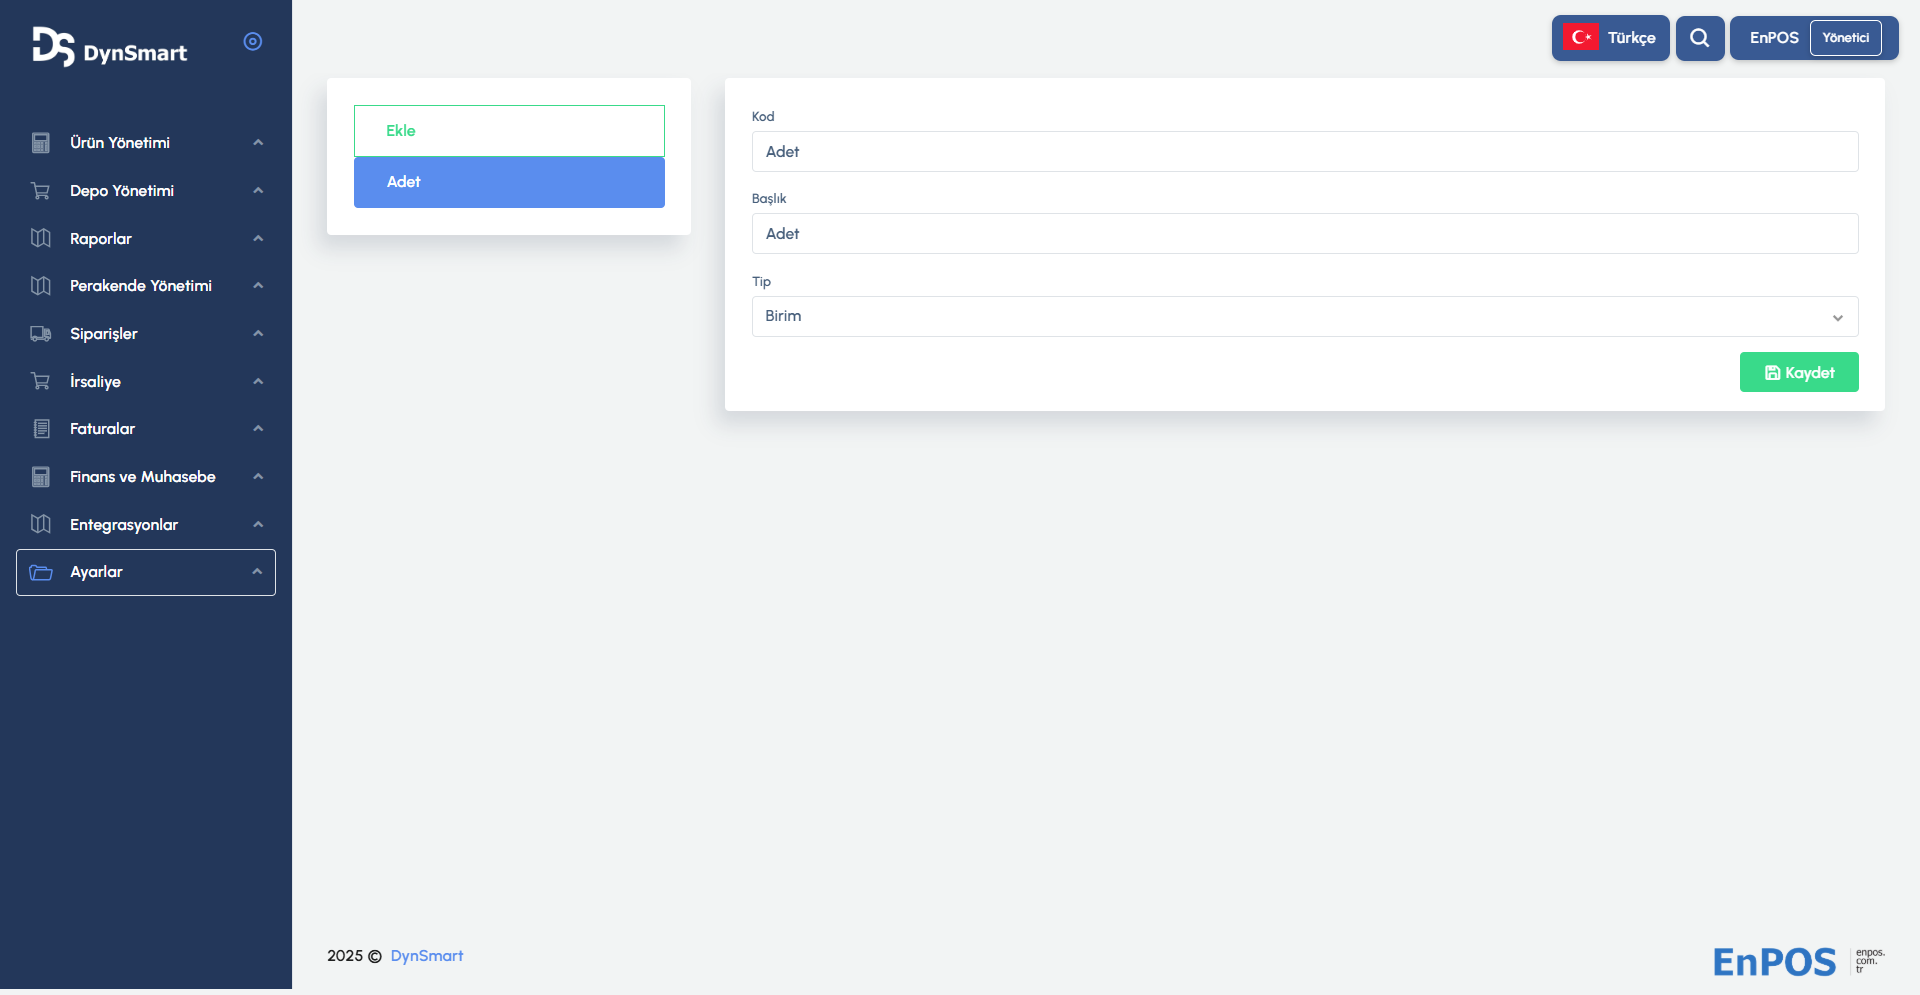 DS DynSmart
Türkçe
EnPOS Yönetici
Ürün Yönetimi
Depo Yönetimi
Raporlar
Perakende Yönetimi
Siparişler
İrsaliye
Faturalar
Finans ve Muhasebe
Entegrasyonlar
Ayarlar
Ekle
Adet
Kod
Adet
Başlık
Adet
Tip
Birim
Kaydet
2025 © DynSmart
EnPOS
enpos.
com.
tr